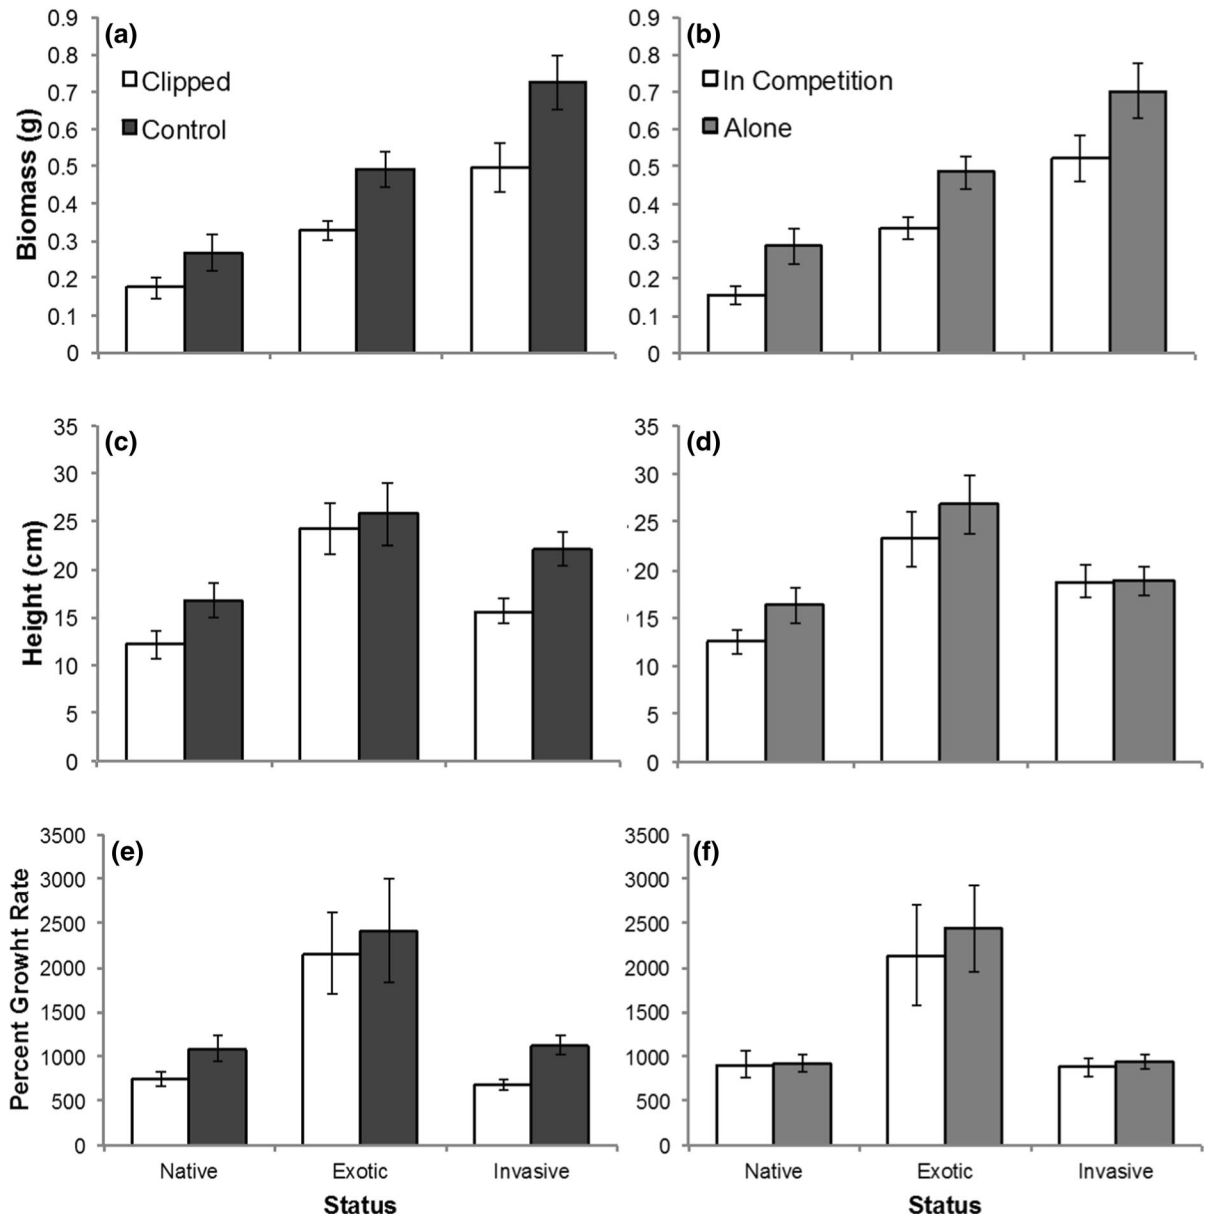 (a)
Clipped
Control
Biomass (g)
0.9
0.8
0.7
0.6
0.5
0.4
0.3
0.2
0.1
0
(b)
In Competition
Alone
0.9
0.8
0.7
0.6
0.5
0.4
0.3
0.2
0.1
0
(c)
Height (cm)
35
30
25
20
15
10
5
0
(d)
35
30
25
20
15
10
5
0
(e)
Percent Growht Rate
3500
3000
2500
2000
1500
1000
500
0
Native
Exotic
Invasive
Status
(f)
3500
3000
2500
2000
1500
1000
500
0
Native
Exotic
Invasive
Status